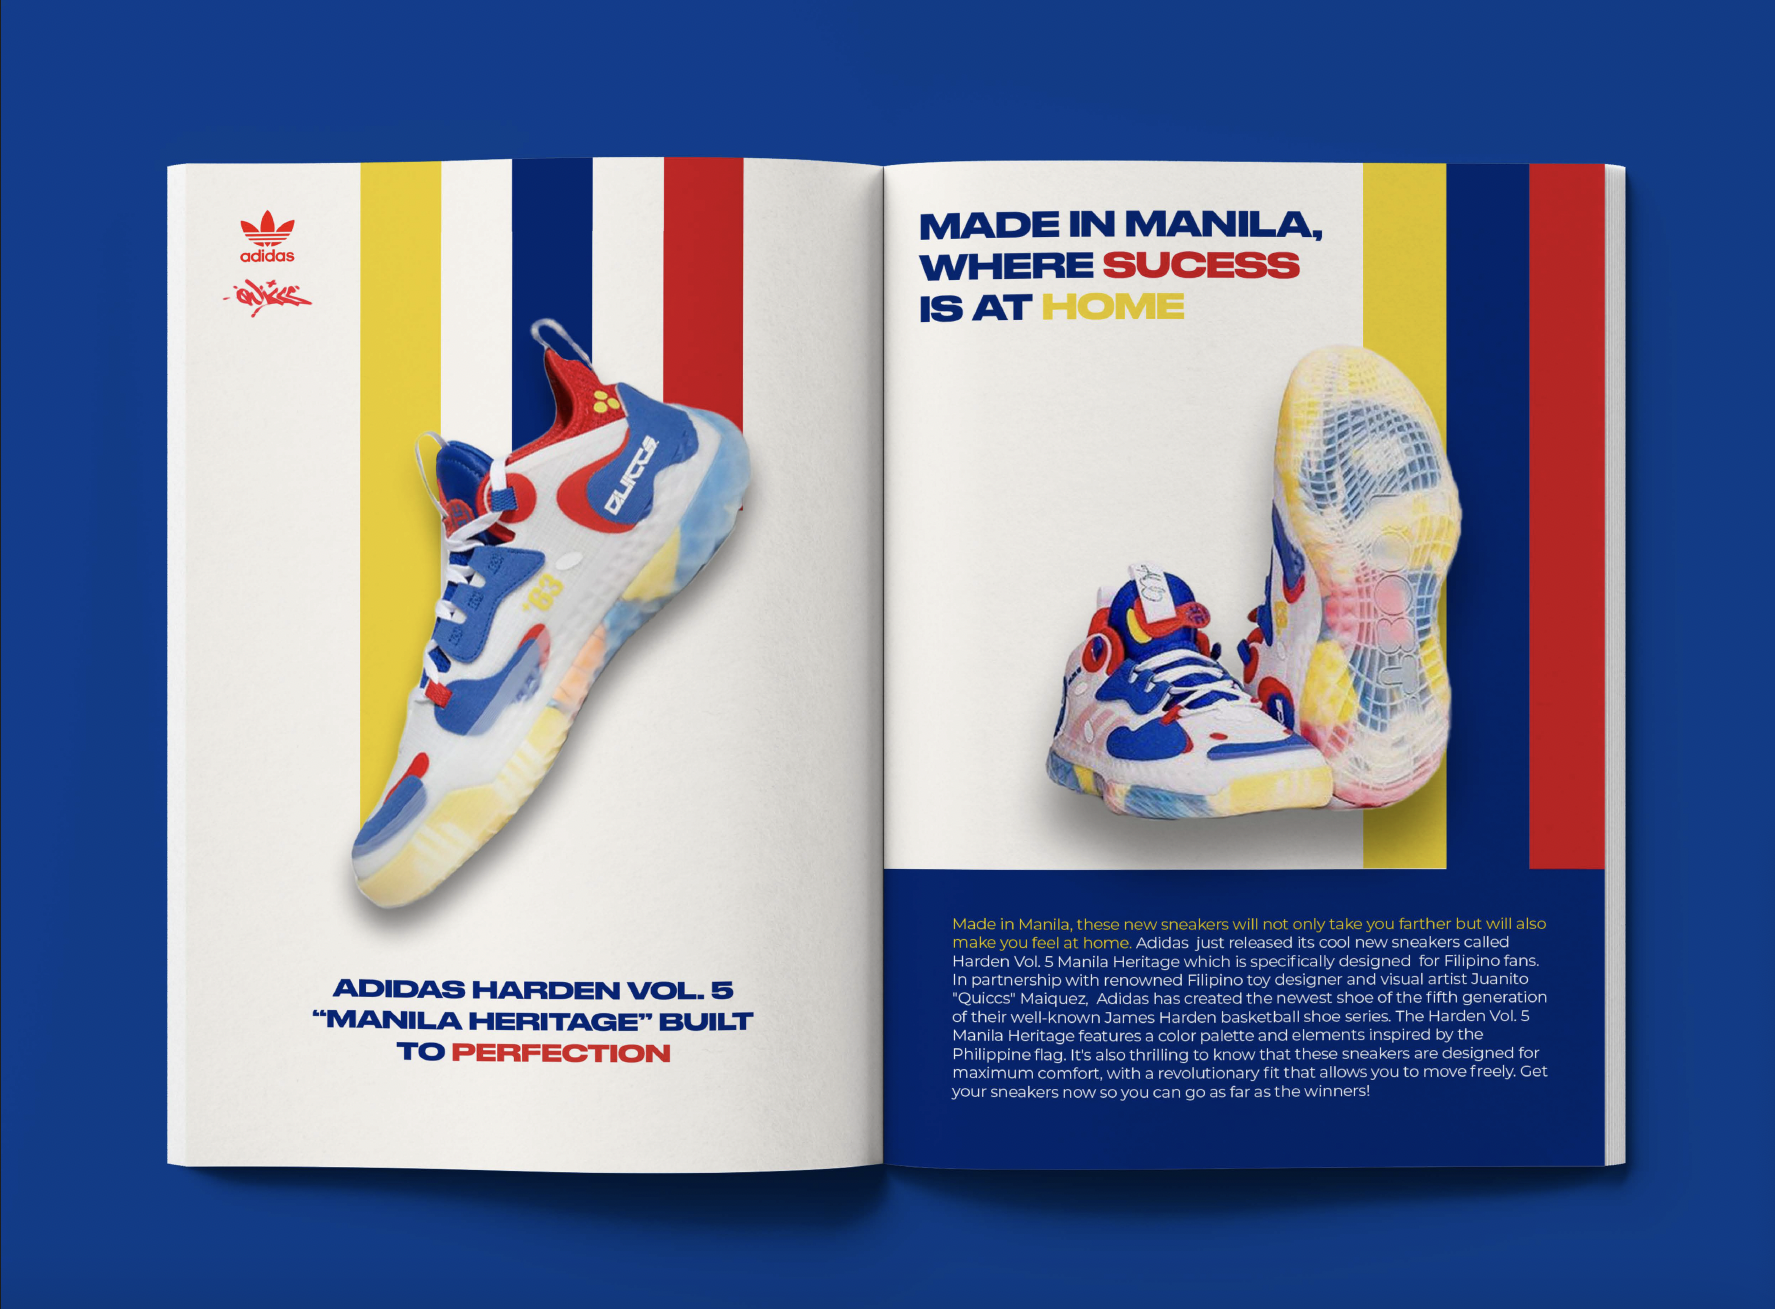 adidas
Quiccs
QUICCS
'83
ADIDAS HARDEN VOL. 5
“MANILA HERITAGE” BUILT
TO PERFECTION
MADE IN MANILA,
WHERE SUCESS
IS AT HOME
HARDEN
Made in Manila, these new sneakers will not only take you farther but will also
make you feel at home. Adidas  just released its cool new sneakers called
Harden Vol. 5 Manila Heritage which is specifically designed  for Filipino fans.
In partnership with renowned Filipino toy designer and visual artist Juanito
"Quiccs" Maiquez,  Adidas has created the newest shoe of the fifth generation
of their well-known James Harden basketball shoe series. The Harden Vol. 5
Manila Heritage features a color palette and elements inspired by the
Philippine flag. It's also thrilling to know that these sneakers are designed for
maximum comfort, with a revolutionary fit that allows you to move freely. Get
your sneakers now so you can go as far as the winners!